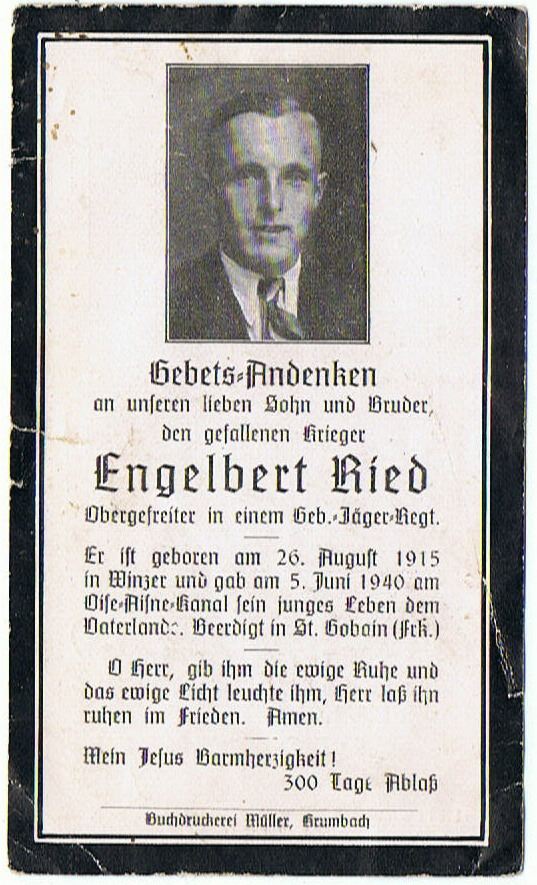 Gebets-Andenken
an unseren lieben Sohn und Bruder,
den gefallenen Krieger
Engelbert Ried
Obergefreiter in einem Geb.-Jäger-Regt.
Er ist geboren am 26. August 1915
in Winzer und gab am 5. Juni 1940 am
Oise-Aisne-Kanal sein junges Leben dem
Vaterlande. Beerdigt in St. Gobain (Frk.)
O Herr, gib ihm die ewige Ruhe und
das ewige Licht leuchte ihm, Herr laß ihn
ruhen im Frieden. Amen.
Mein Jesus Barmherzigkeit!
300 Tage Ablaß
Buchdruckerei Müller, Krumbach